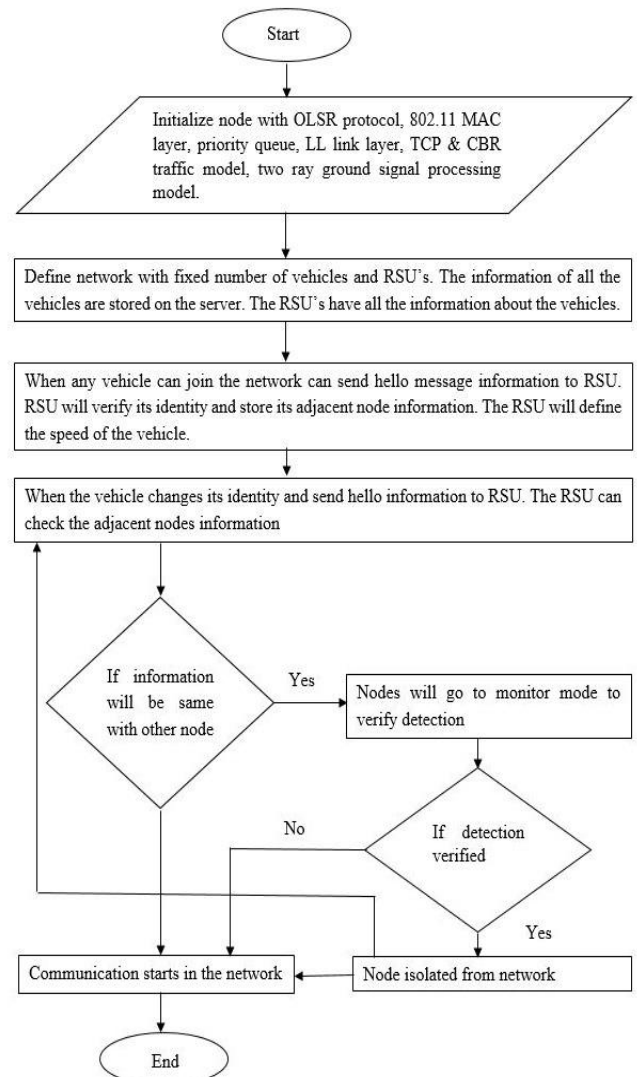 Start
Initialize node with OLSR protocol, 802.11 MAC
layer, priority queue, LL link layer, TCP & CBR
traffic model, two ray ground signal processing
model.
Define network with fixed number of vehicles and RSU's. The information of all the
vehicles are stored on the server. The RSU's have all the information about the vehicles.
When any vehicle can join the network can send hello message information to RSU.
RSU will verify its identity and store its adjacent node information. The RSU will define
the speed of the vehicle.
When the vehicle changes its identity and send hello information to RSU. The RSU can
check the adjacent nodes information
If information
will be same
with other node
Yes
Nodes will go to monitor mode to
verify detection
If detection
verified
No
Yes
Communication starts in the network
Node isolated from network
End